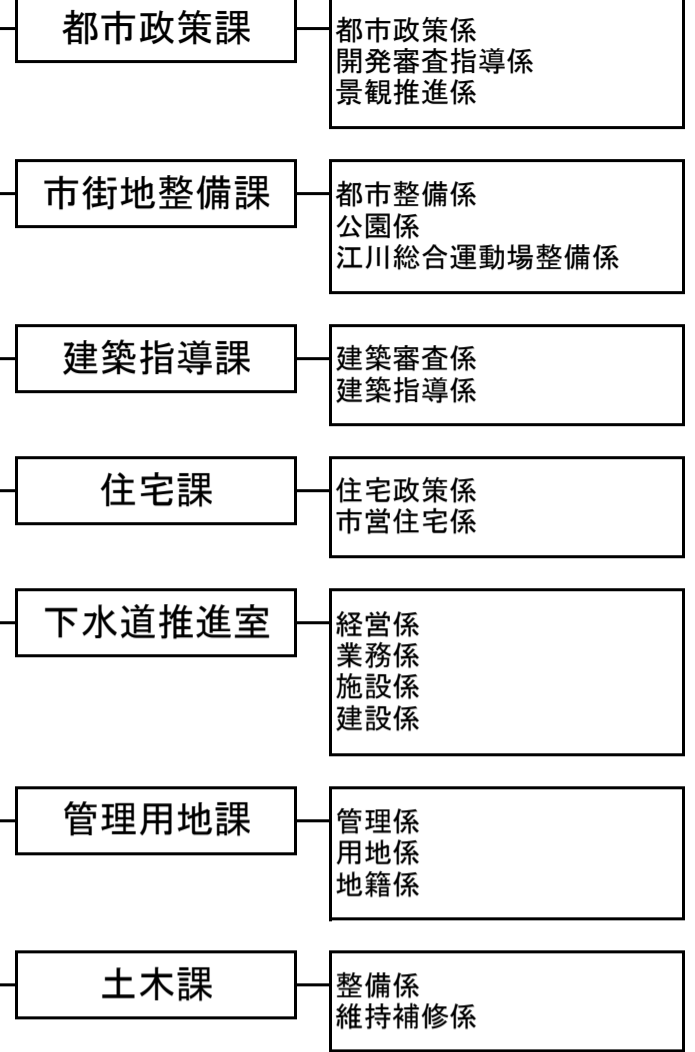 都市政策課
都市政策係
開発審査指導係
景観推進係
市街地整備課
都市整備係
公園係
江川総合運動場整備係
建築指導課
建築審査係
建築指導係
住宅課
住宅政策係
市営住宅係
下水道推進室
経営係
業務係
施設係
建設係
管理用地課
管理係
用地係
地籍係
土木課
整備係
維持補修係